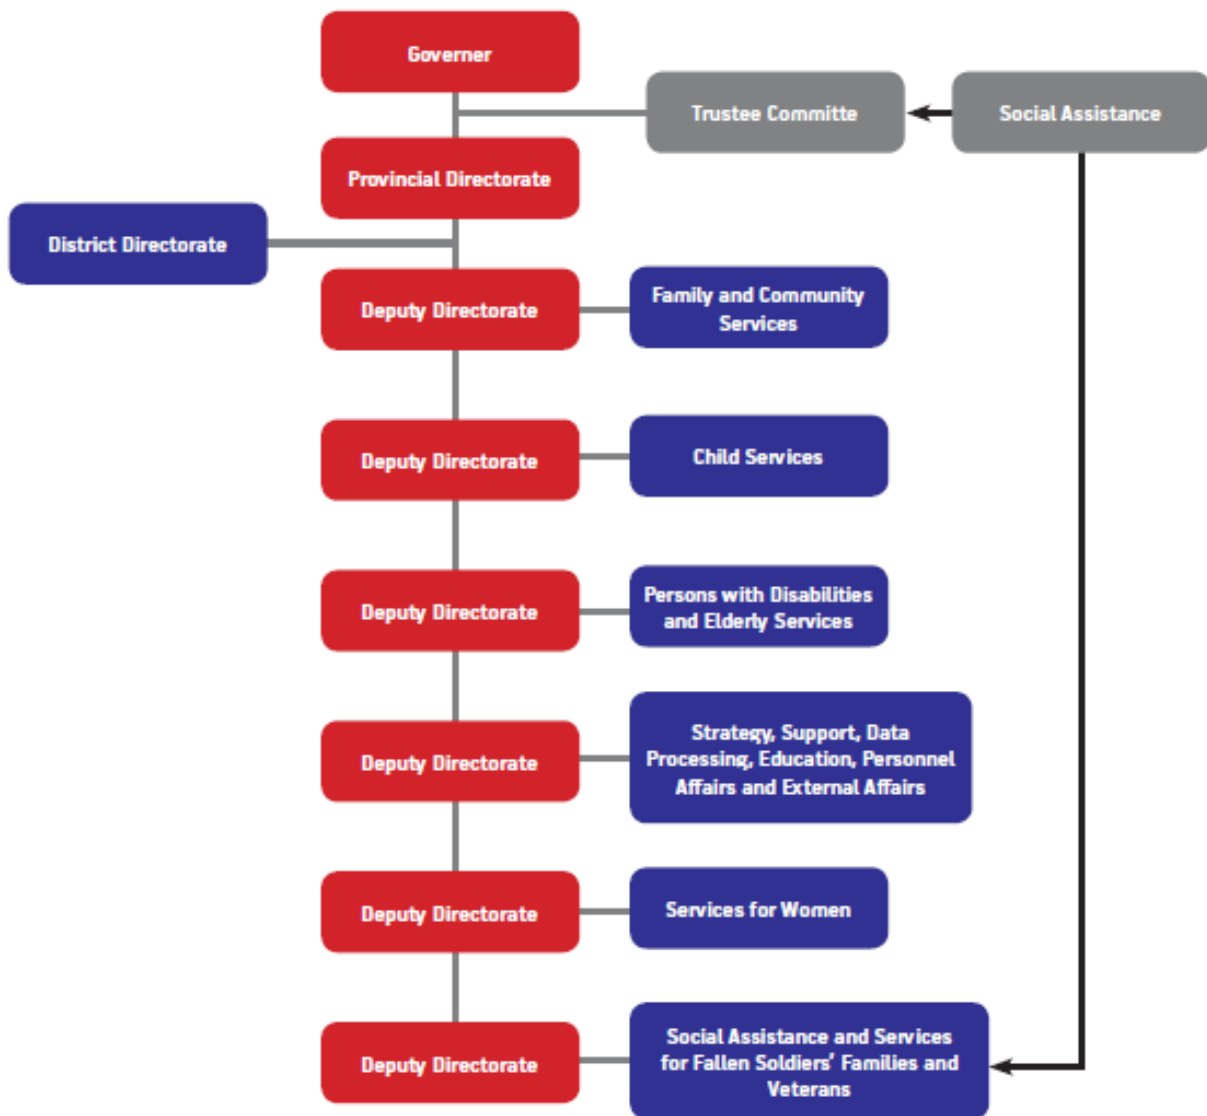 Governer
Trustee Committe
Social Assistance
Provincial Directorate
District Directorate
Deputy Directorate
Family and Community
Services
Deputy Directorate
Child Services
Deputy Directorate
Persons with Disabilities
and Elderly Services
Deputy Directorate
Strategy, Support, Data
Processing, Education, Personnel
Affairs and External Affairs
Deputy Directorate
Services for Women
Deputy Directorate
Social Assistance and Services
for Fallen Soldiers' Families and
Veterans